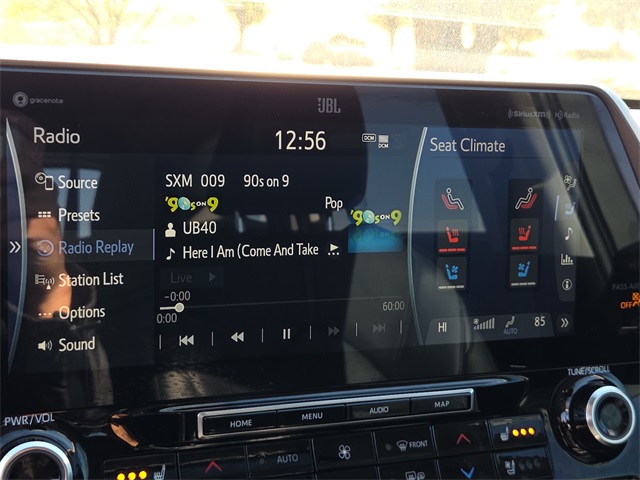 gracenote
JBL
SiriusXM HD Radio
Radio
12:56
DCM
DCM
Seat Climate
Source
SXM 009 90s on 9
Presets
'90s ON 9
Pop
'90s ON 9
UB40
Radio Replay
Here I Am (Come And Take
Station List
Live
-0:00
Options
0:00
60:00
Sound
HI
AUTO
85
PASS AIR
OFF
PWR/VOL
TUNE/SCROLL
HOME
MENU
AUDIO
MAP
AUTO
FRONT